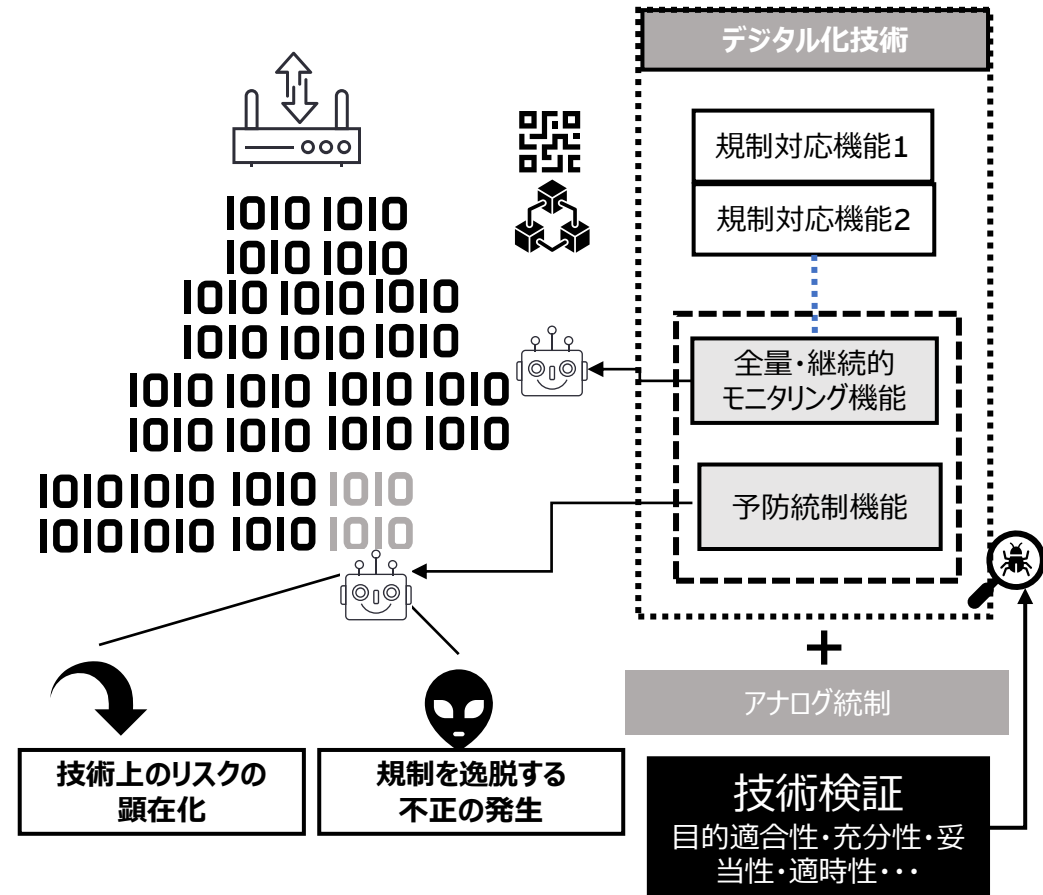 デジタル化技術
規制対応機能1
規制対応機能2
1010 1010
1010 1010
1010 1010 1010
1010 1010 1010
全量・継続的
モニタリング機能
1010 1010 1010 1010
1010 1010 1010 1010
予防統制機能
1010 1010 1010 1010
1010 1010 1010 1010
+
アナログ統制
技術上のリスクの
顕在化
規制を逸脱する
不正の発生
技術検証
目的適合性・充分性・妥
当性・適時性・・・